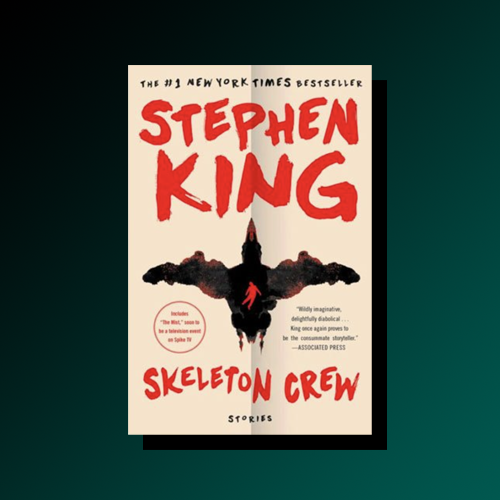 THE #1 NEW YORK TIMES BESTSELLER
STEPHEN
KING
Includes
"The Mist," soon to
be a television event
on Spike TV
"Wildly imaginative,
delightfully diabolical . . .
King once again proves to
be the consummate storyteller."
—ASSOCIATED PRESS
SKELETON CREW
STORIES